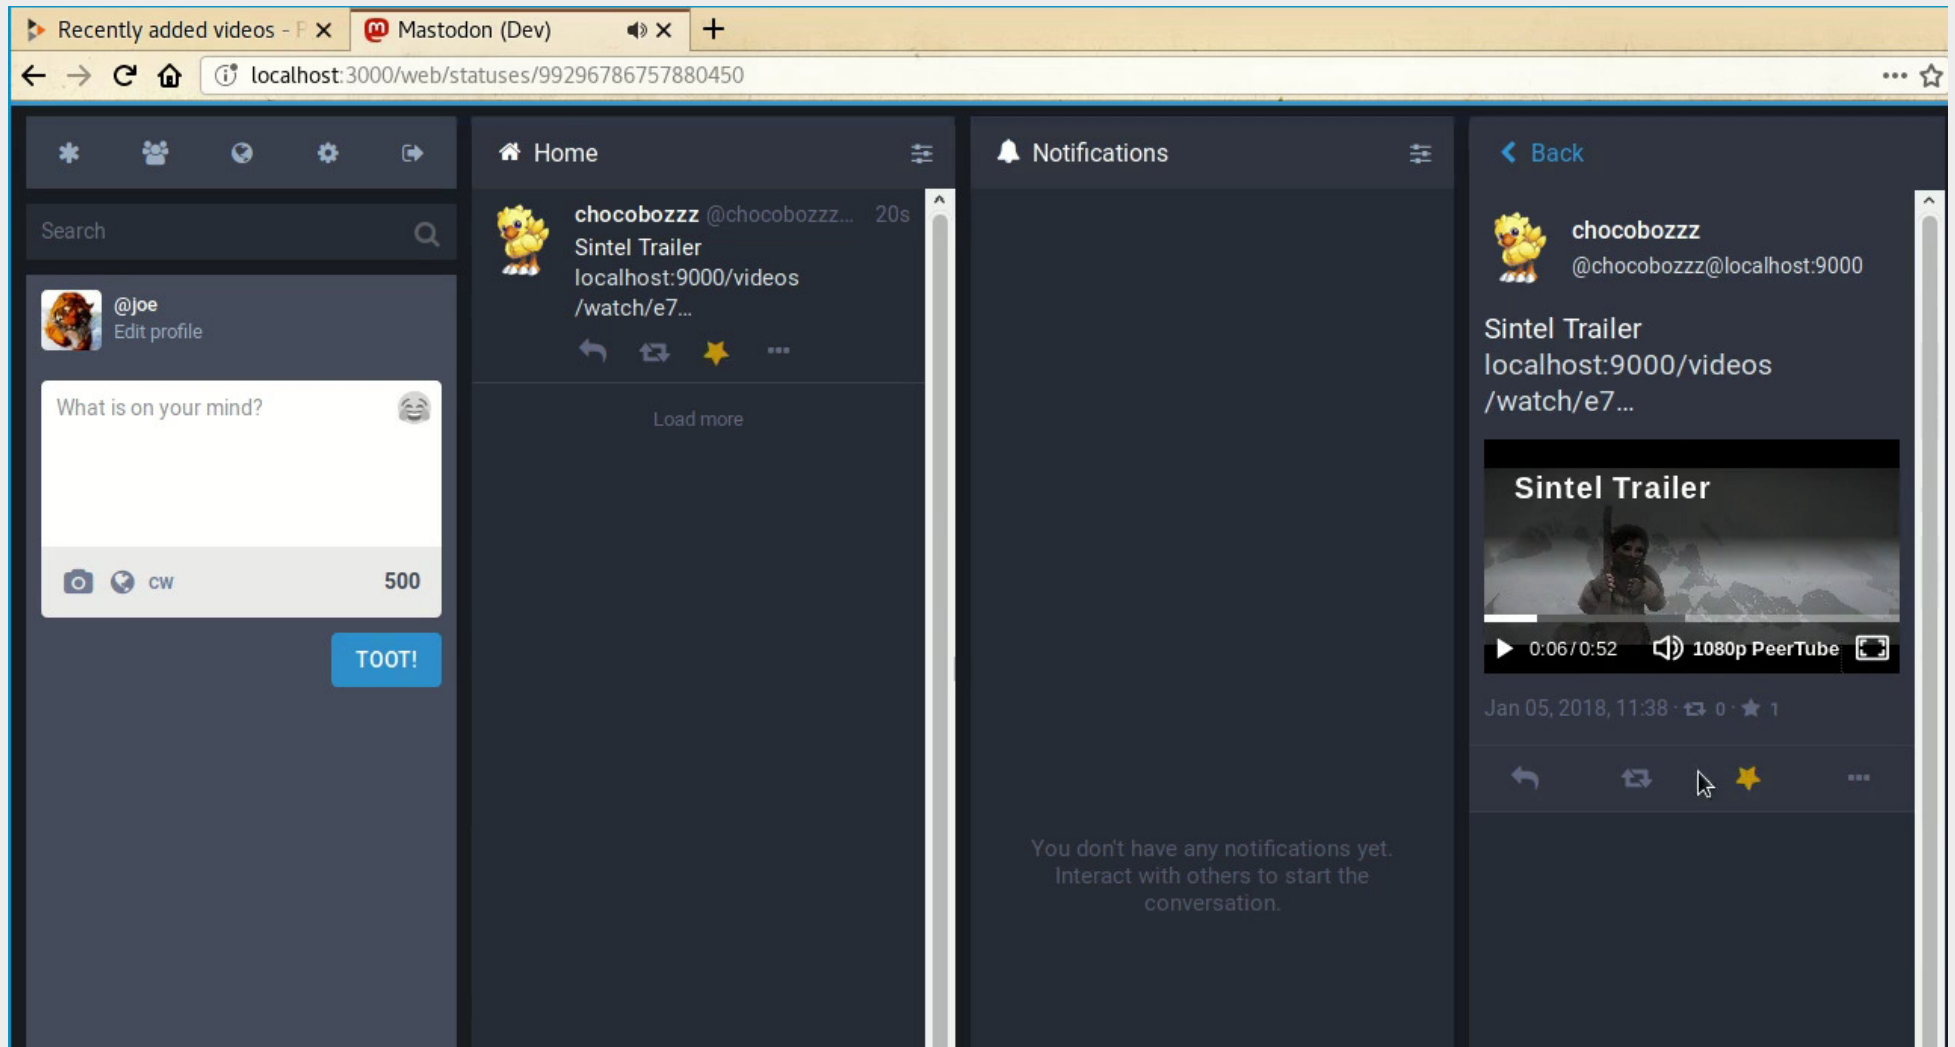 Recently added videos -
Mastodon (Dev)
localhost:3000/web/statuses/99296786757880450
Home
Notifications
Back
Search
@joe
Edit profile
What is on your mind?
CW
500
TOOT!
chocobozzz @chocobozzz... 20s
Sintel Trailer
localhost:9000/videos
/watch/e7...
Load more
You don't have any notifications yet.
Interact with others to start the
conversation.
chocobozzz
@chocobozzz@localhost:9000
Sintel Trailer
localhost:9000/videos
/watch/e7...
Sintel Trailer
0:06/0:52 1080p PeerTube
Jan 05, 2018, 11:38 · 0 · 1